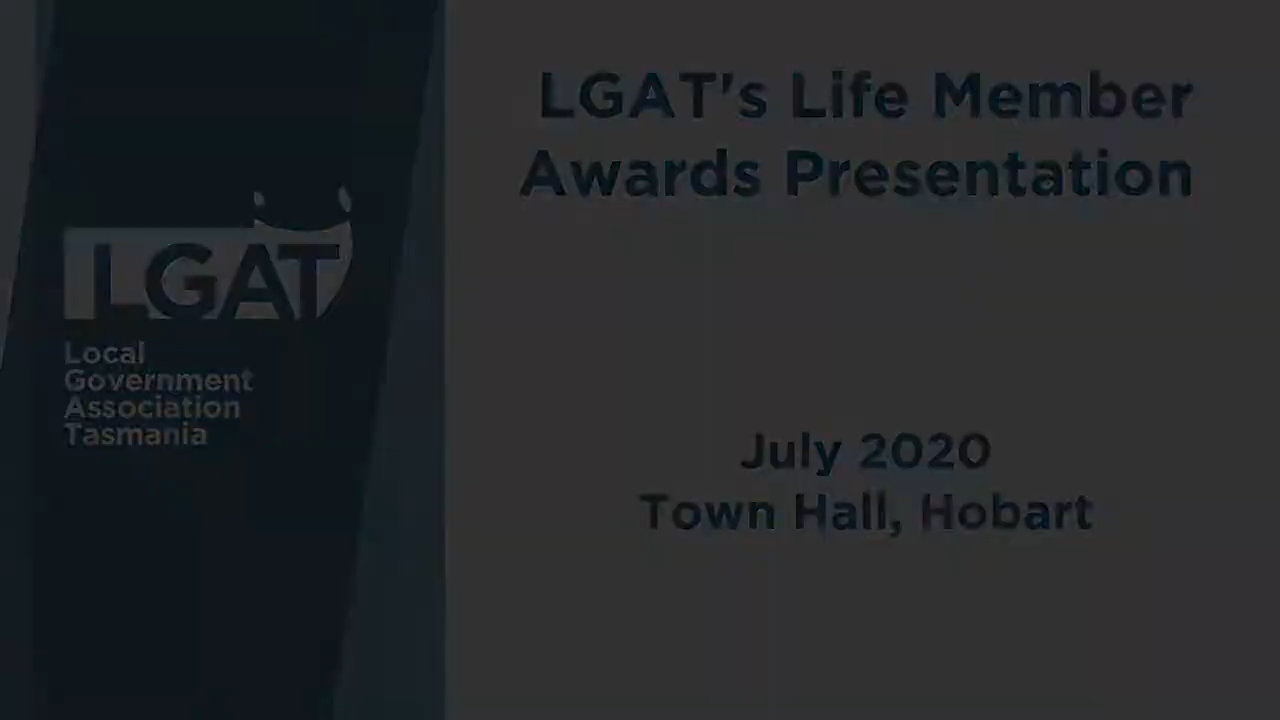 LGAT
Local
Government
Association
Tasmania
LGAT's Life Member
Awards Presentation
July 2020
Town Hall, Hobart